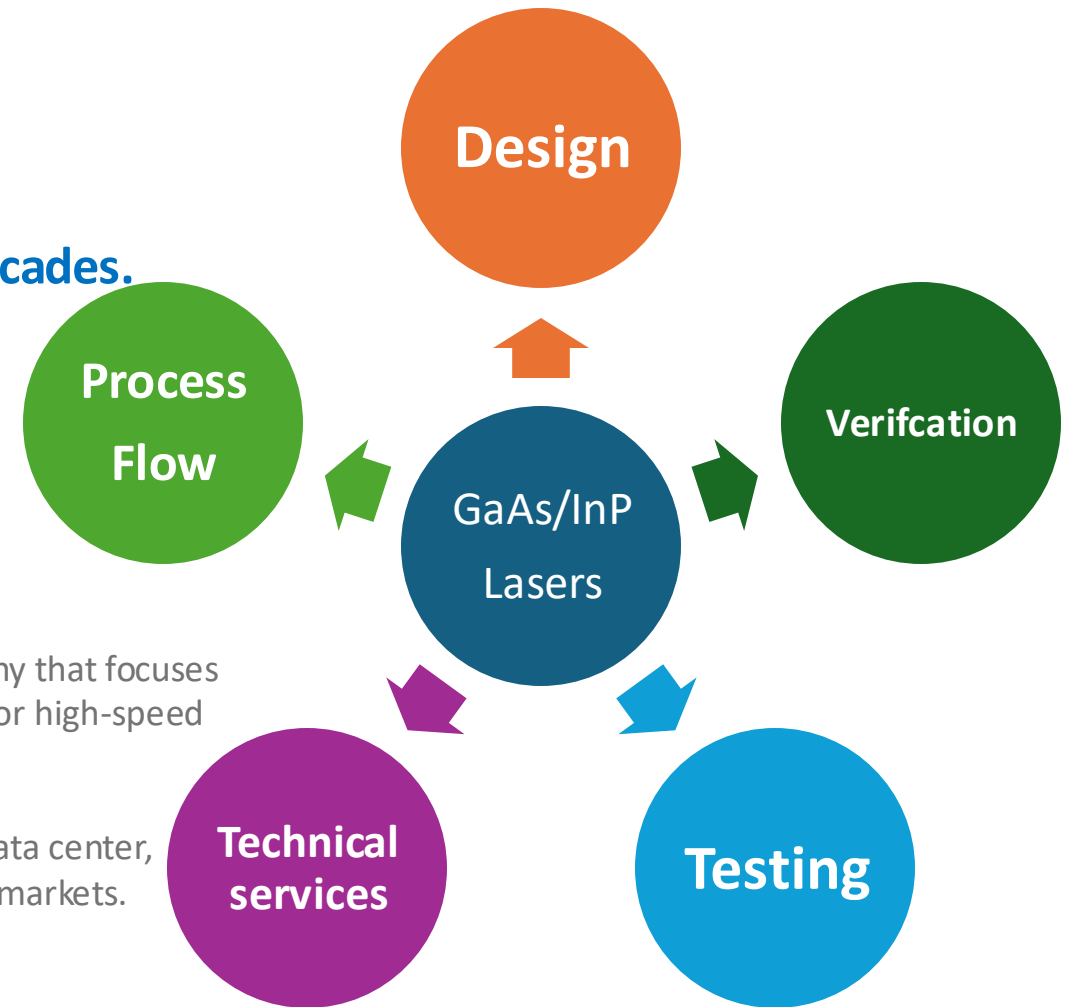 Design
cades.
Process
Flow
Verifcation
GaAs/InP
Lasers
ny that focuses
or high-speed
ata center,
markets.
Technical
services
Testing